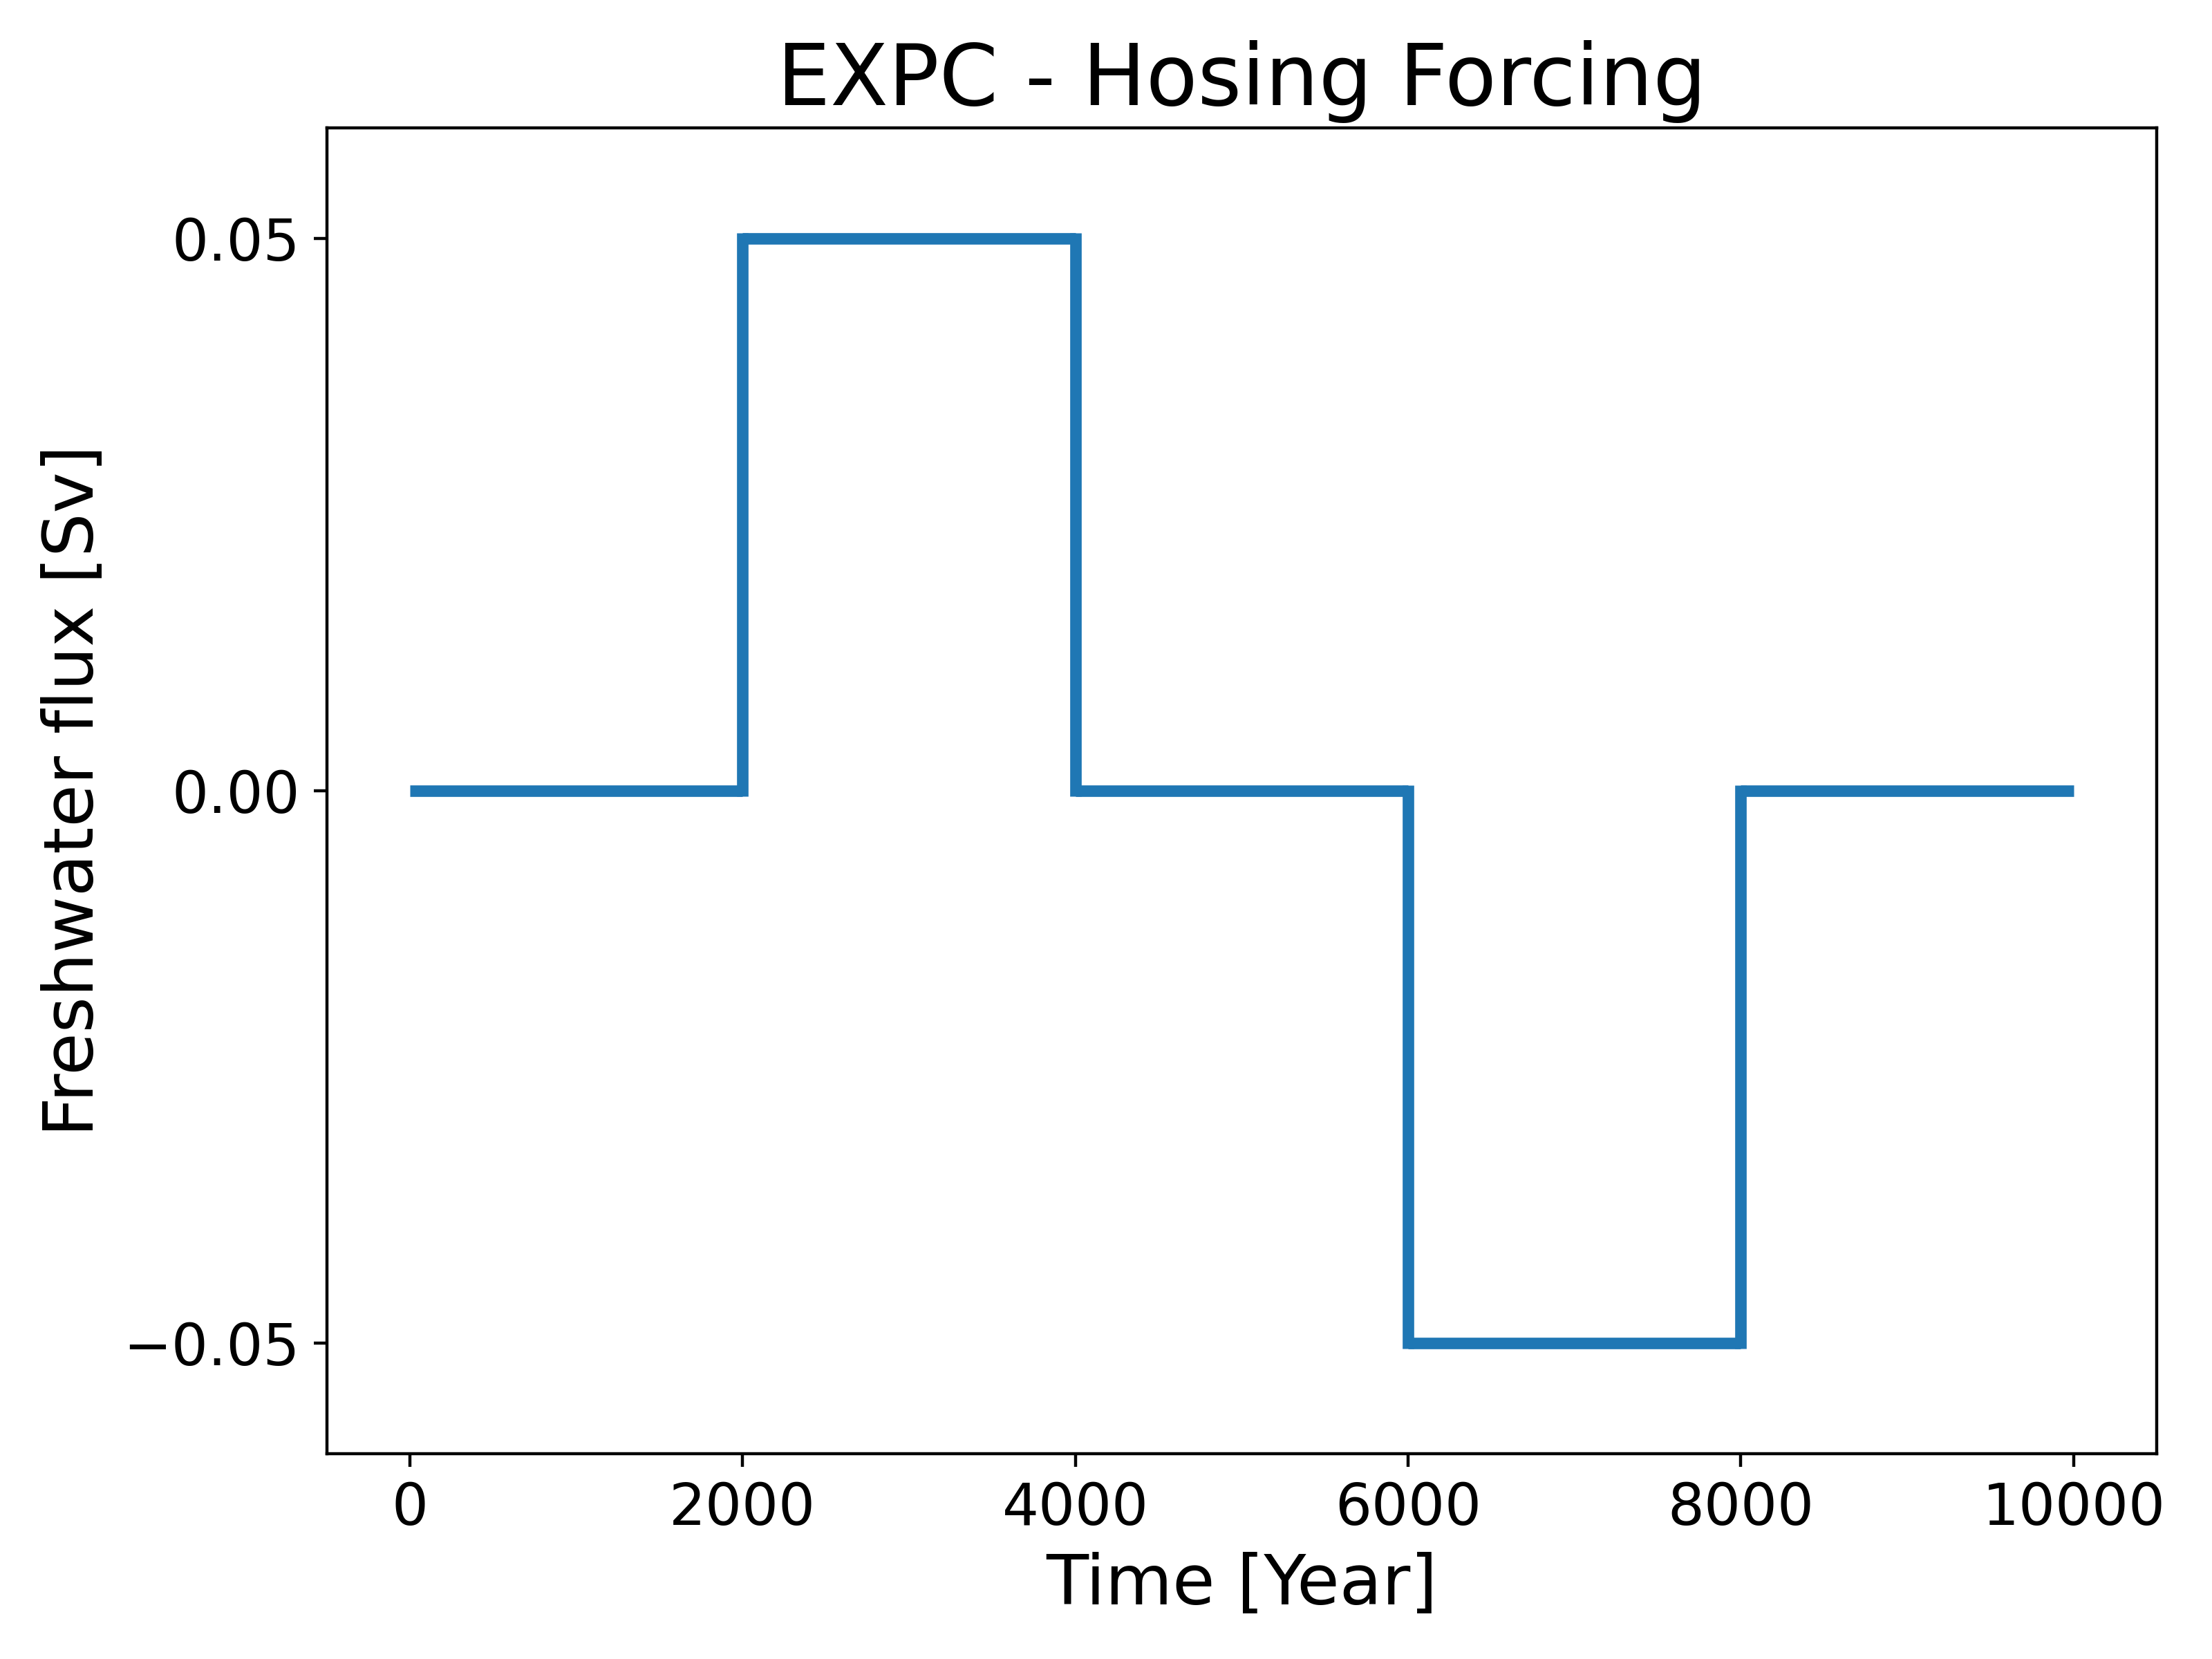 EXPC - Hosing Forcing
Freshwater flux [Sv]
0.05
0.00
−0.05
0 2000 4000 6000 8000 10000
Time [Year]